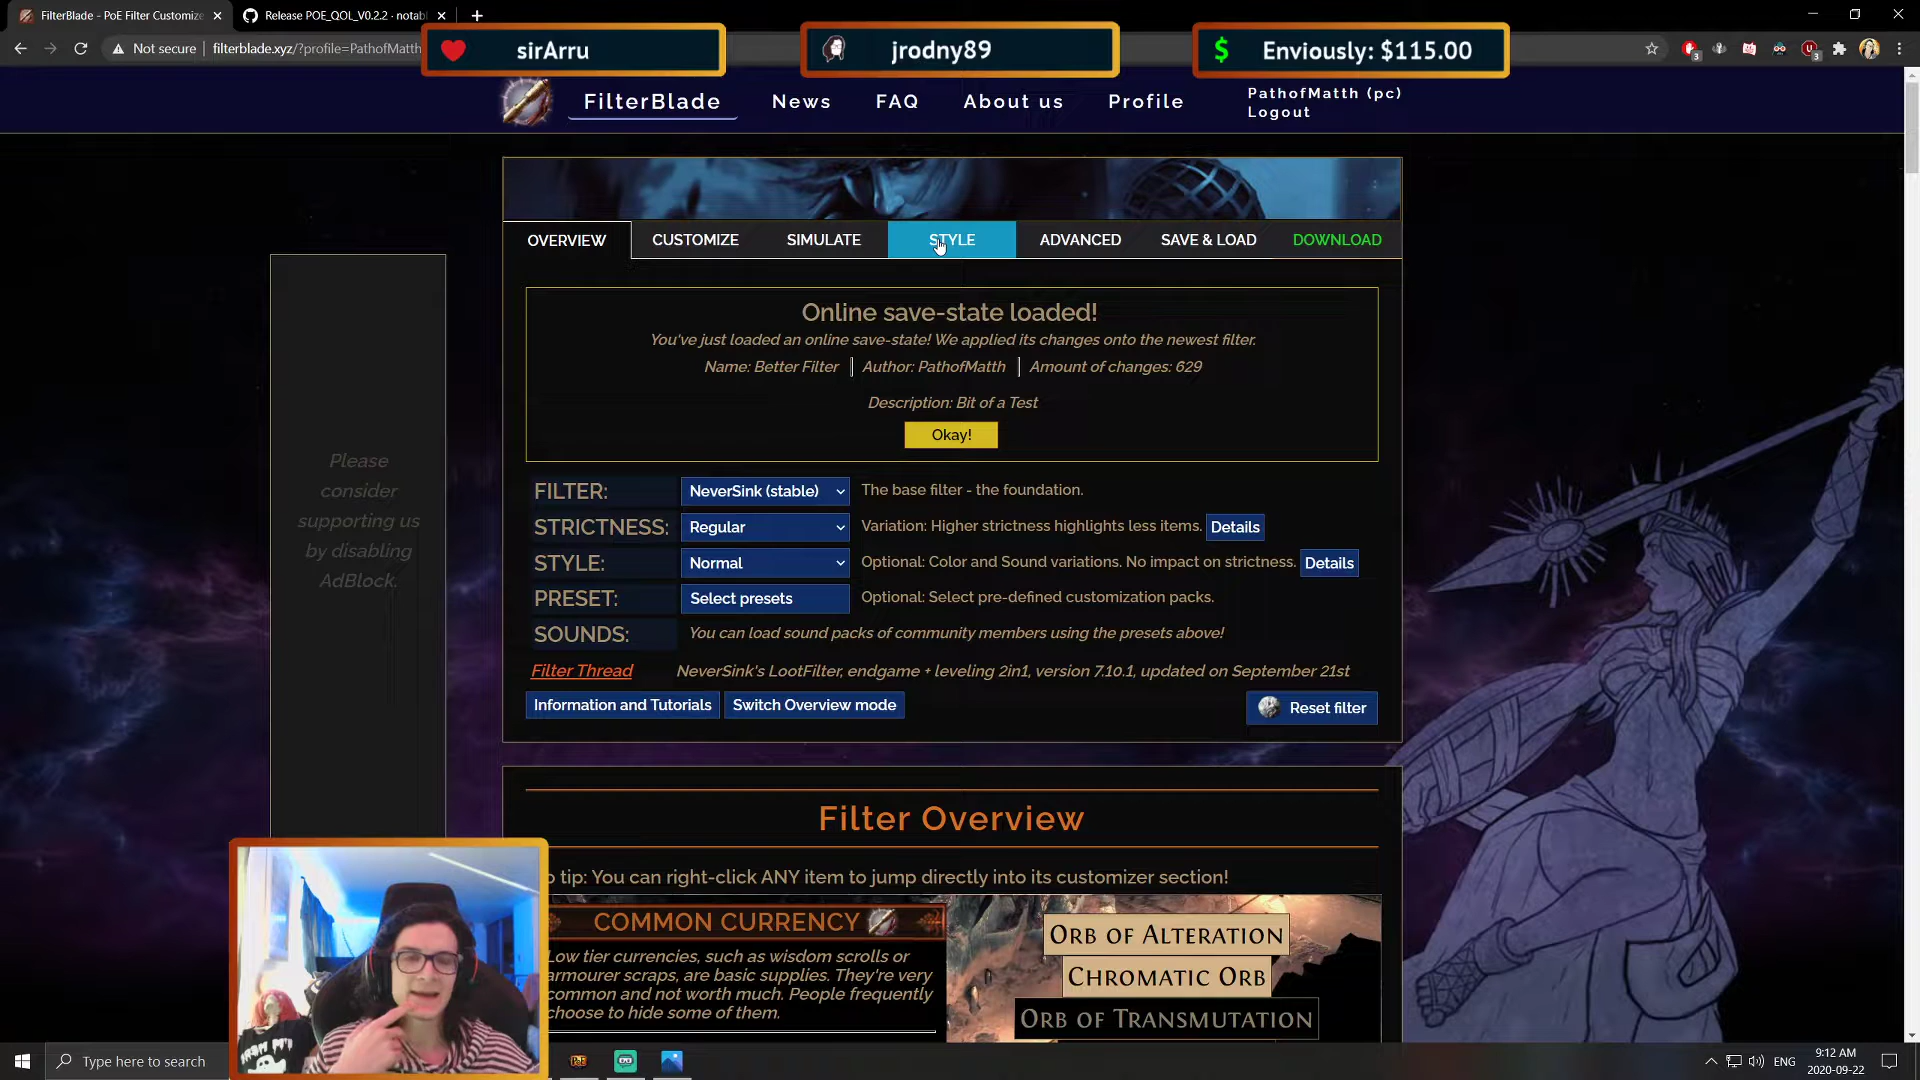 FilterBlade - PoE Filter Customize
Release POE_QOL_V0.2.2 · notab
Not secure
filterblade.xyz/?profile=PathofMatth
sirArru
jrodny89
$ Enviously: $115.00
FilterBlade
News
FAQ
About us
Profile
PathofMatth (pc)
Logout
OVERVIEW
CUSTOMIZE
SIMULATE
STYLE
ADVANCED
SAVE & LOAD
DOWNLOAD
Online save-state loaded!
You've just loaded an online save-state! We applied its changes onto the newest filter.
Name: Better Filter | Author: PathofMatth | Amount of changes: 629
Description: Bit of a Test
Okay!
Please
consider
supporting us
by disabling
AdBlock.
FILTER: NeverSink (stable) The base filter - the foundation.
STRICTNESS: Regular Variation: Higher strictness highlights less items. Details
STYLE: Normal Optional: Color and Sound variations. No impact on strictness. Details
PRESET: Select presets Optional: Select pre-defined customization packs.
SOUNDS: You can load sound packs of community members using the presets above!
Filter Thread NeverSink's LootFilter, endgame + leveling 2in1, version 7.10.1, updated on September 21st
Information and Tutorials
Switch Overview mode
Reset filter
Filter Overview
o tip: You can right-click ANY item to jump directly into its customizer section!
COMMON CURRENCY
Low tier currencies, such as wisdom scrolls or
armourer scraps, are basic supplies. They're very
common and not worth much. People frequently
choose to hide some of them.
Orb of Alteration
Chromatic Orb
Orb of Transmutation
Type here to search
ENG
9:12 AM
2020-09-22